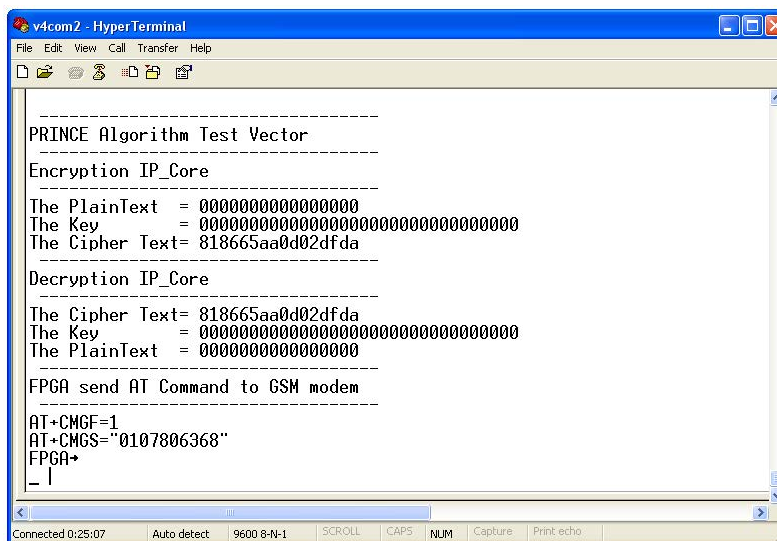 v4com2 - HyperTerminal
File Edit View Call Transfer Help
----------------------------------
PRINCE Algorithm Test Vector
----------------------------------
Encryption IP_Core
----------------------------------
The PlainText = 0000000000000000
The Key = 00000000000000000000000000000000
The Cipher Text= 818665aa0d02dfda
----------------------------------
Decryption IP_Core
----------------------------------
The Cipher Text= 818665aa0d02dfda
The Key = 00000000000000000000000000000000
The PlainText = 0000000000000000
----------------------------------
FPGA send AT Command to GSM modem
----------------------------------
AT+CMGF=1
AT+CMGS="0107806368"
FPGA→
_
Connected 0:25:07 Auto detect 9600 8-N-1 SCROLL CAPS NUM Capture Print echo